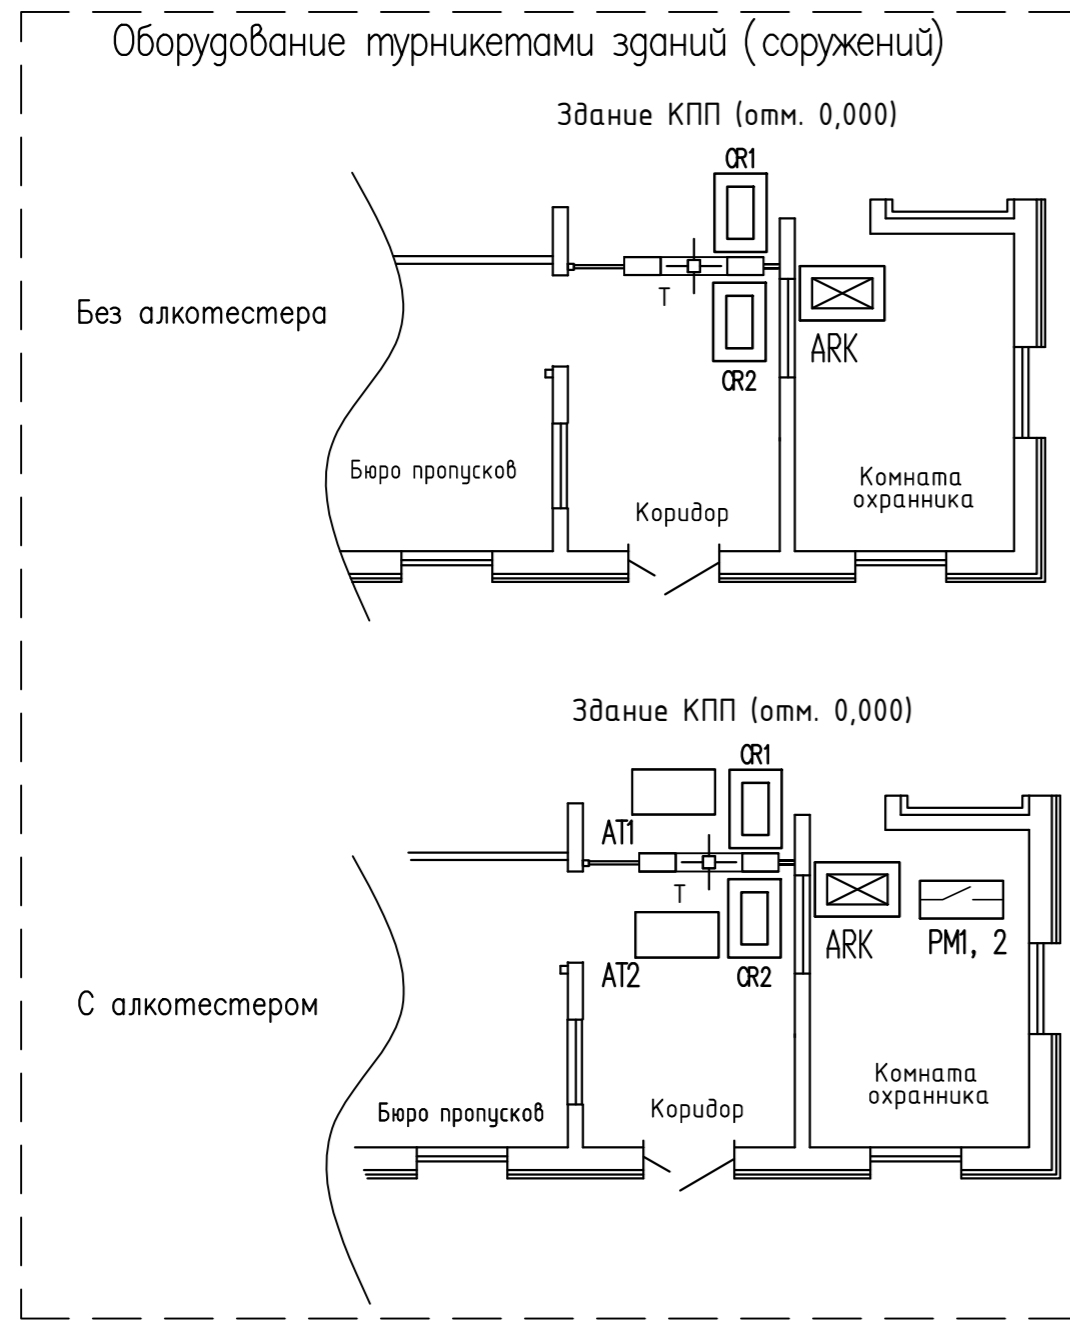 Оборудование турникетами зданий (соружений)
Здание КПП (отм. 0,000)
CR1
Без алкотестера
T
ARK
CR2
Бюро пропусков
Комната
охранника
Коридор
Здание КПП (отм. 0,000)
CR1
AT1
T
ARK
PM1, 2
AT2
CR2
С алкотестером
Комната
охранника
Бюро пропусков
Коридор